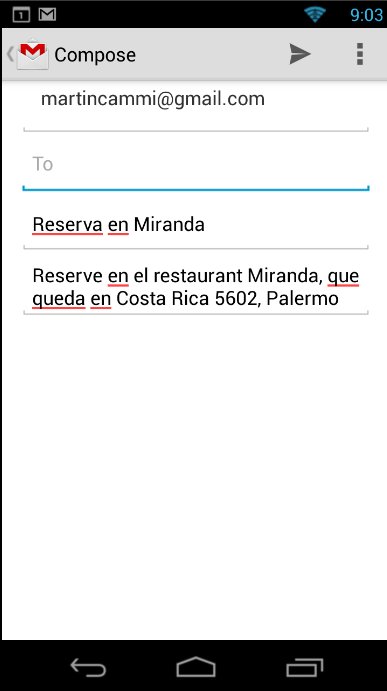 1
9:03
Compose
martincammi@gmail.com
To
Reserva en Miranda
Reserve en el restaurant Miranda, que
queda en Costa Rica 5602, Palermo